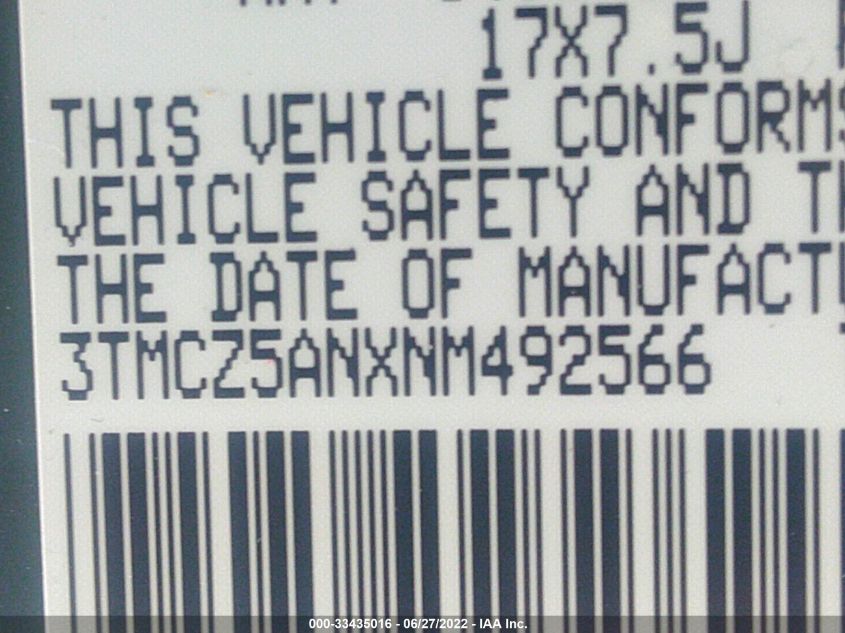 17X7.5J
THIS VEHICLE CONFORMS
VEHICLE SAFETY AND
THE DATE OF
3TMCZ5ANXNM492566
000-33435016 - 06/27/2022 - IAA Inc.